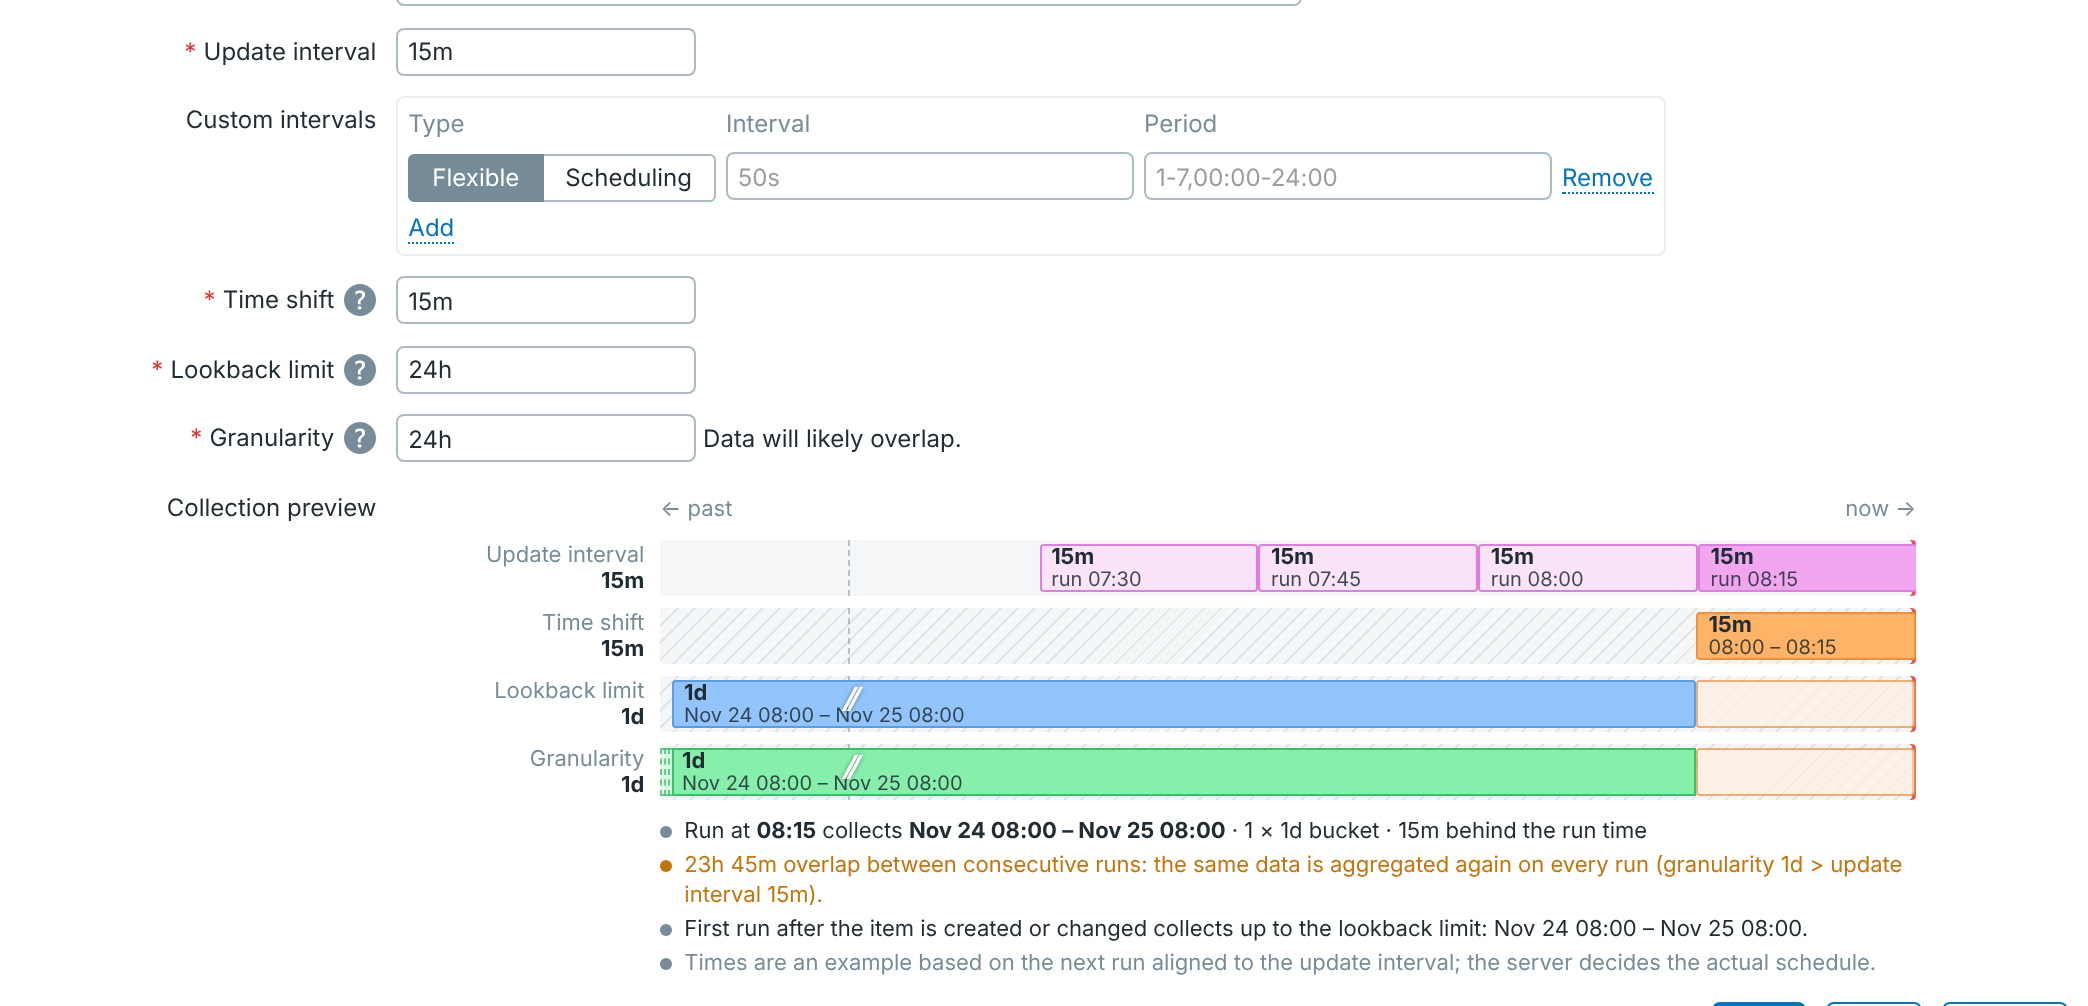 * Update interval 15m
Custom intervals Type Interval Period
Flexible Scheduling 50s 1-7,00:00-24:00 Remove
Add
* Time shift ? 15m
* Lookback limit ? 24h
* Granularity ? 24h Data will likely overlap.
Collection preview ← past now →
Update interval
15m
15m
run 07:30
15m
run 07:45
15m
run 08:00
15m
run 08:15
Time shift
15m
15m
08:00 – 08:15
Lookback limit
1d
1d
Nov 24 08:00 – Nov 25 08:00
Granularity
1d
1d
Nov 24 08:00 – Nov 25 08:00
Run at 08:15 collects Nov 24 08:00 – Nov 25 08:00 · 1 × 1d bucket · 15m behind the run time
23h 45m overlap between consecutive runs: the same data is aggregated again on every run (granularity 1d > update
interval 15m).
First run after the item is created or changed collects up to the lookback limit: Nov 24 08:00 – Nov 25 08:00.
Times are an example based on the next run aligned to the update interval; the server decides the actual schedule.